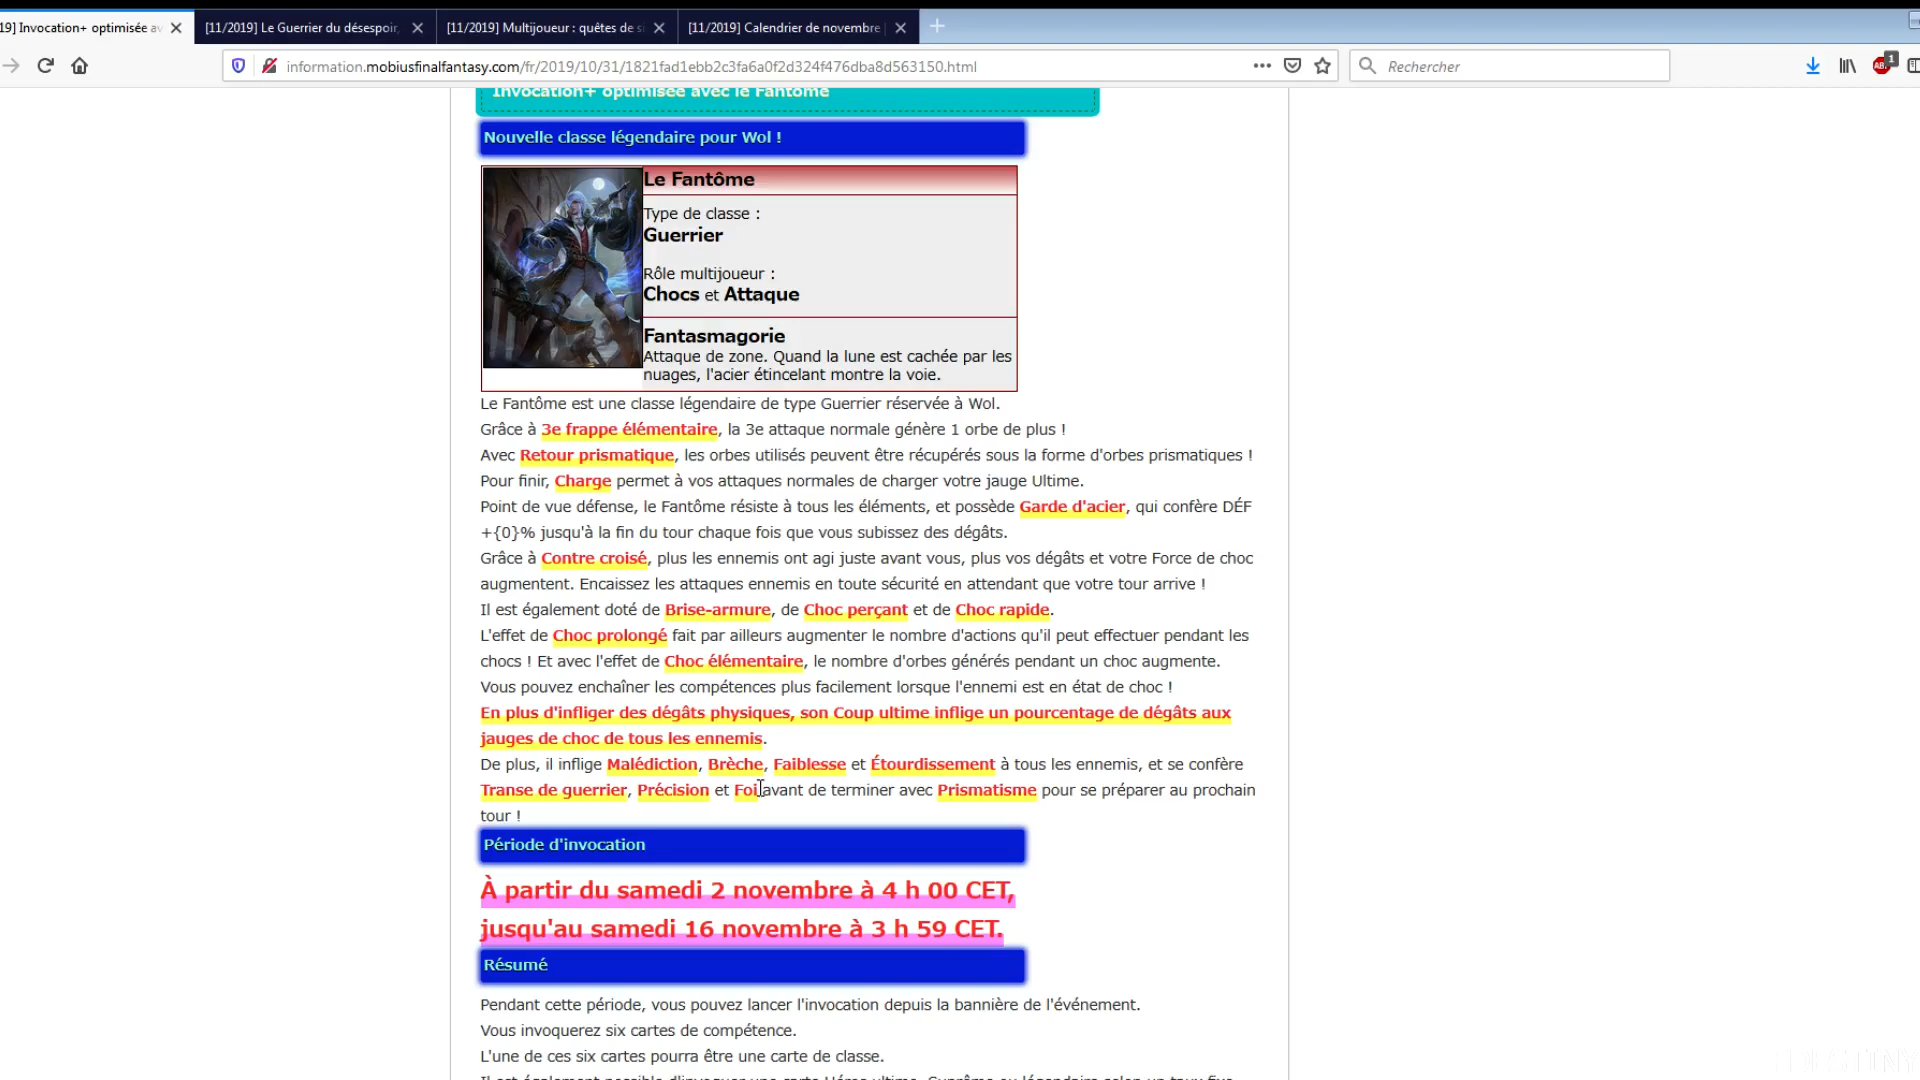 19] Invocation+ optimisée av
[11/2019] Le Guerrier du désespoir,
[11/2019] Multijoueur : quêtes de si
[11/2019] Calendrier de novembre |
information.mobiusfinalfantasy.com/fr/2019/10/31/1821fad1ebb2c3fa6a0f2d324f476dba8d563150.html
Rechercher
ABP
1
Invocation+ optimisée avec le Fantôme
Nouvelle classe légendaire pour Wol !
Le Fantôme
Type de classe :
Guerrier
Rôle multijoueur :
Chocs et Attaque
Fantasmagorie
Attaque de zone. Quand la lune est cachée par les
nuages, l'acier étincelant montre la voie.
Le Fantôme est une classe légendaire de type Guerrier réservée à Wol.
Grâce à 3e frappe élémentaire, la 3e attaque normale génère 1 orbe de plus !
Avec Retour prismatique, les orbes utilisés peuvent être récupérés sous la forme d'orbes prismatiques !
Pour finir, Charge permet à vos attaques normales de charger votre jauge Ultime.
Point de vue défense, le Fantôme résiste à tous les éléments, et possède Garde d'acier, qui confère DÉF
+{0}% jusqu'à la fin du tour chaque fois que vous subissez des dégâts.
Grâce à Contre croisé, plus les ennemis ont agi juste avant vous, plus vos dégâts et votre Force de choc
augmentent. Encaissez les attaques ennemis en toute sécurité en attendant que votre tour arrive !
Il est également doté de Brise-armure, de Choc perçant et de Choc rapide.
L'effet de Choc prolongé fait par ailleurs augmenter le nombre d'actions qu'il peut effectuer pendant les
chocs ! Et avec l'effet de Choc élémentaire, le nombre d'orbes générés pendant un choc augmente.
Vous pouvez enchaîner les compétences plus facilement lorsque l'ennemi est en état de choc !
En plus d'infliger des dégâts physiques, son Coup ultime inflige un pourcentage de dégâts aux
jauges de choc de tous les ennemis.
De plus, il inflige Malédiction, Brèche, Faiblesse et Étourdissement à tous les ennemis, et se confère
Transe de guerrier, Précision et Foi avant de terminer avec Prismatisme pour se préparer au prochain
tour !
Période d'invocation
À partir du samedi 2 novembre à 4 h 00 CET,
jusqu'au samedi 16 novembre à 3 h 59 CET.
Résumé
Pendant cette période, vous pouvez lancer l'invocation depuis la bannière de l'événement.
Vous invoquerez six cartes de compétence.
L'une de ces six cartes pourra être une carte de classe.